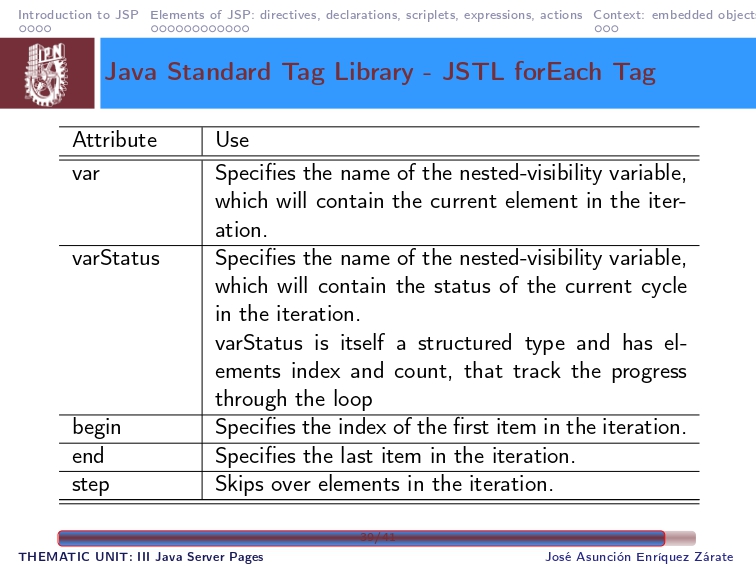 Introduction to JSP Elements of JSP: directives, declarations, scriplets, expressions, actions Context: embedded object
Java Standard Tag Library - JSTL forEach Tag
Attribute Use
var Specifies the name of the nested-visibility variable,
which will contain the current element in the iter-
ation.
varStatus Specifies the name of the nested-visibility variable,
which will contain the status of the current cycle
in the iteration.
varStatus is itself a structured type and has el-
ements index and count, that track the progress
through the loop
begin Specifies the index of the first item in the iteration.
end Specifies the last item in the iteration.
step Skips over elements in the iteration.
39/41
THEMATIC UNIT: III Java Server Pages José Asunción Enríquez Zárate